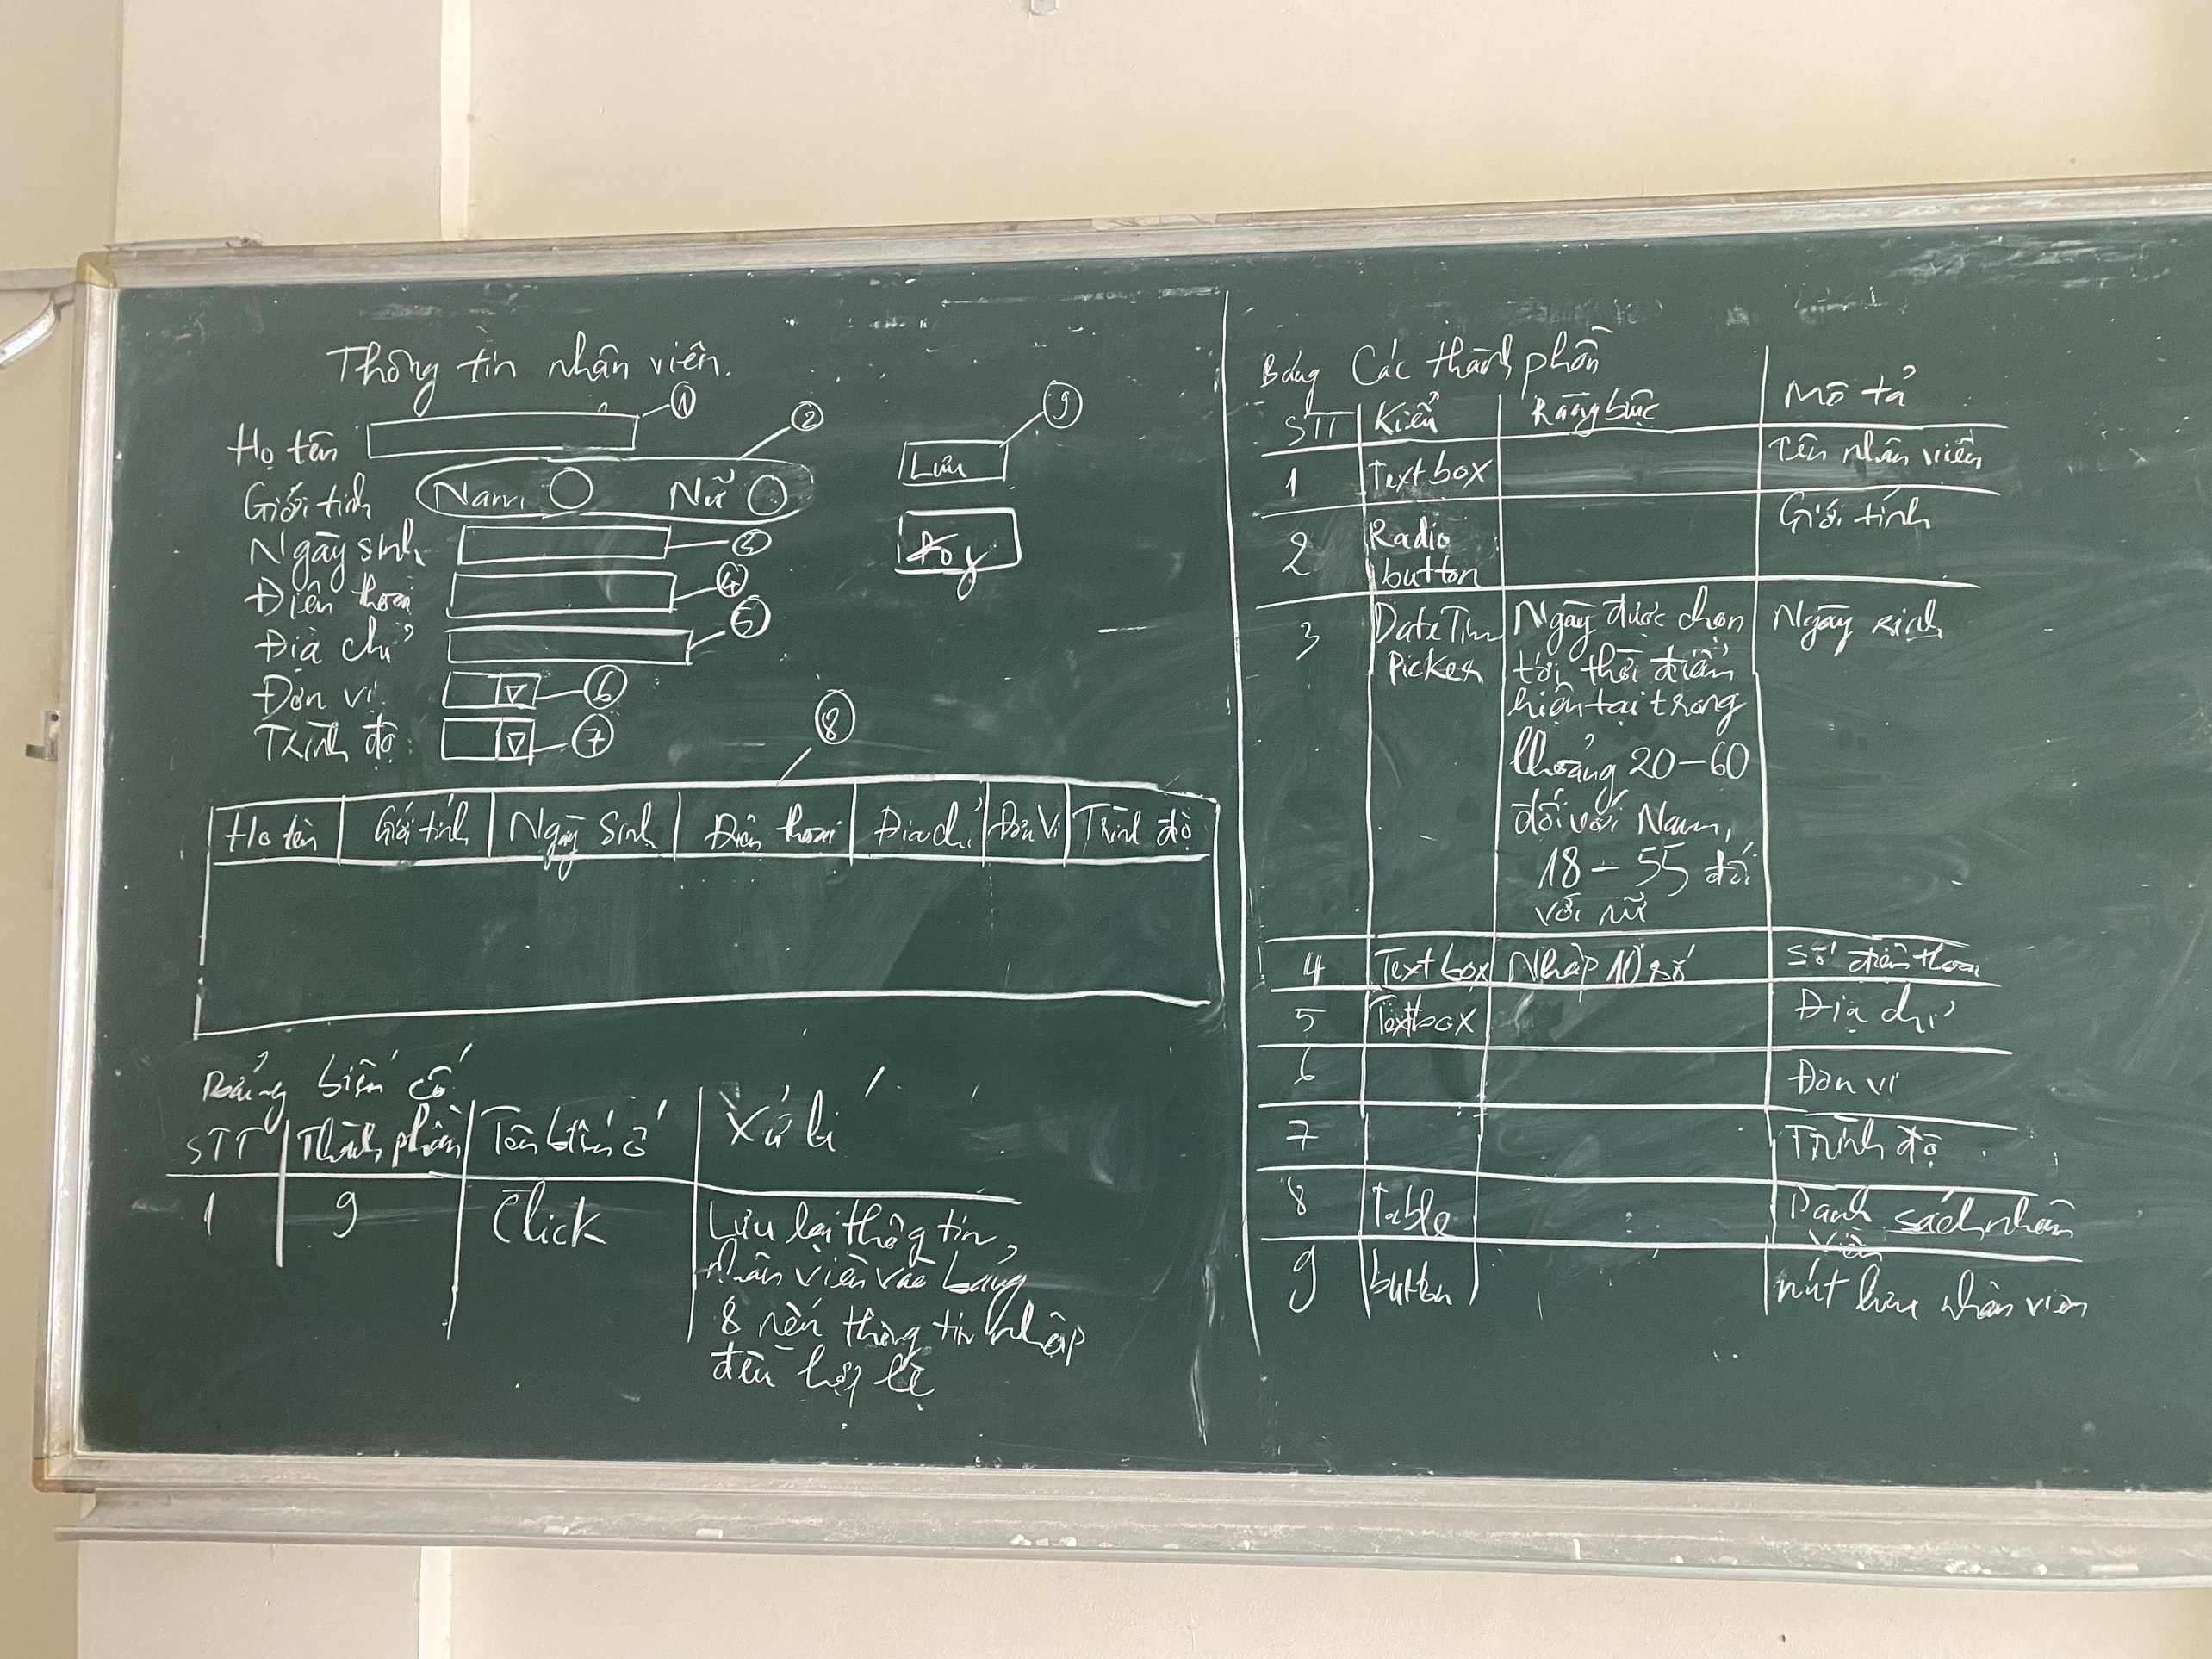 Thông tin nhân viên.
Họ tên 1
Giới tính Nam Nữ 2
Ngày sinh 3
Điện thoại 4
Địa chỉ 5
Đơn vị 6
Trình độ: 7
9
Lưu
8
Họ tên Giới tính Ngày Sinh Điện thoại Địa chỉ Đơn Vị Trình độ
Bảng biến cố
STT Thành phần Tên biến cố Xử lí
1 9 Click Lưu lại thông tin
nhân viên vào bảng
8 nếu thông tin nhập
đều hợp lệ
Bảng Các thành phần
STT Kiểu Ràng buộc Mô tả
1 Textbox Tên nhân viên
2 Radio button Giới tính
3 DateTim Picker Ngày sinh
Ngày được chọn
tới thời điểm
hiện tại trong
khoảng 20-60
đối với Nam,
18-55 đối
với nữ
4 Textbox Nhập 10 số số điện thoại
5 Textbox Địa chỉ
6 Đơn vị
7 Trình độ
8 Table Danh sách nhân
viên
9 button nút lưu nhân viên